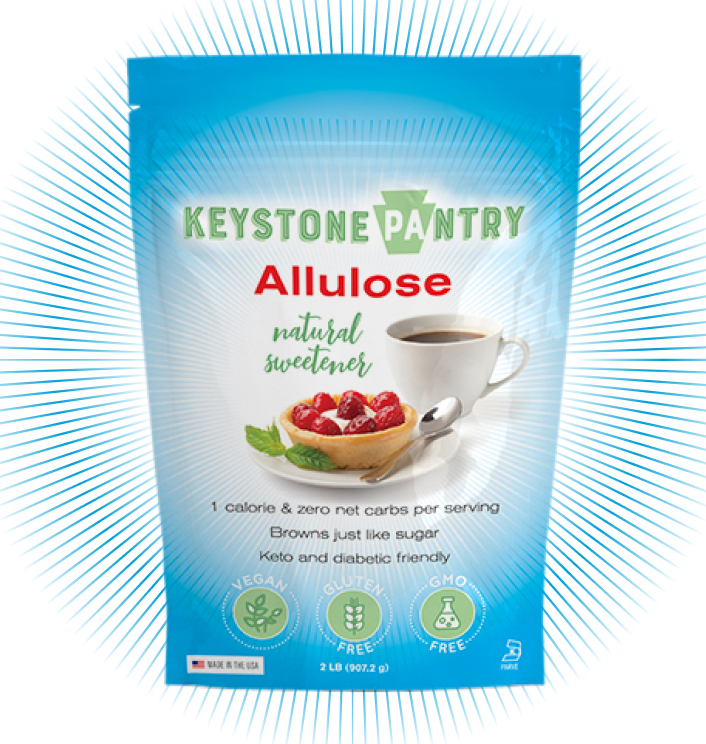 KEYSTONE PANTRY
Allulose
natural
sweetener
1 calorie & zero net carbs per serving
Browns just like sugar
Keto and diabetic friendly
VEGAN
GLUTEN
FREE
GMO
FREE
MADE IN THE USA
2 LB (907.2 g)